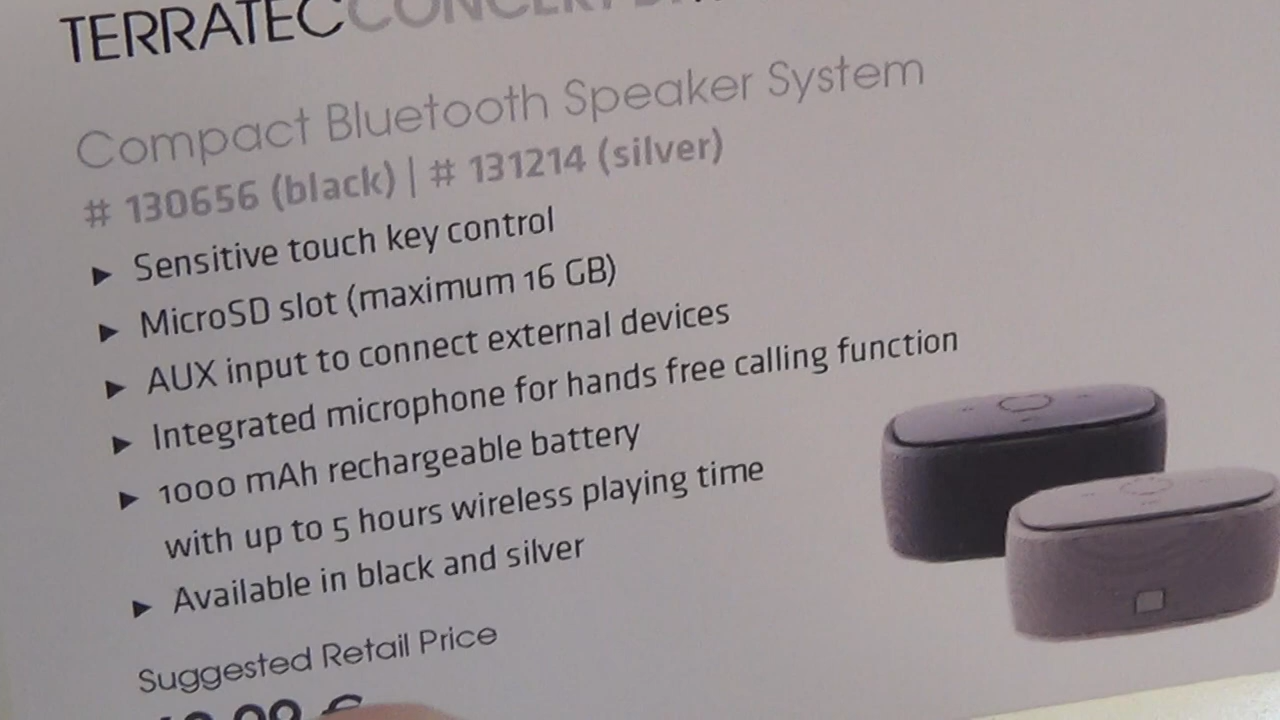 TERRATEC CONCERT
Compact Bluetooth Speaker System
# 130656 (black) | # 131214 (silver)
► Sensitive touch key control
► MicroSD slot (maximum 16 GB)
► AUX input to connect external devices
► Integrated microphone for hands free calling function
► 1000 mAh rechargeable battery
with up to 5 hours wireless playing time
► Available in black and silver
Suggested Retail Price